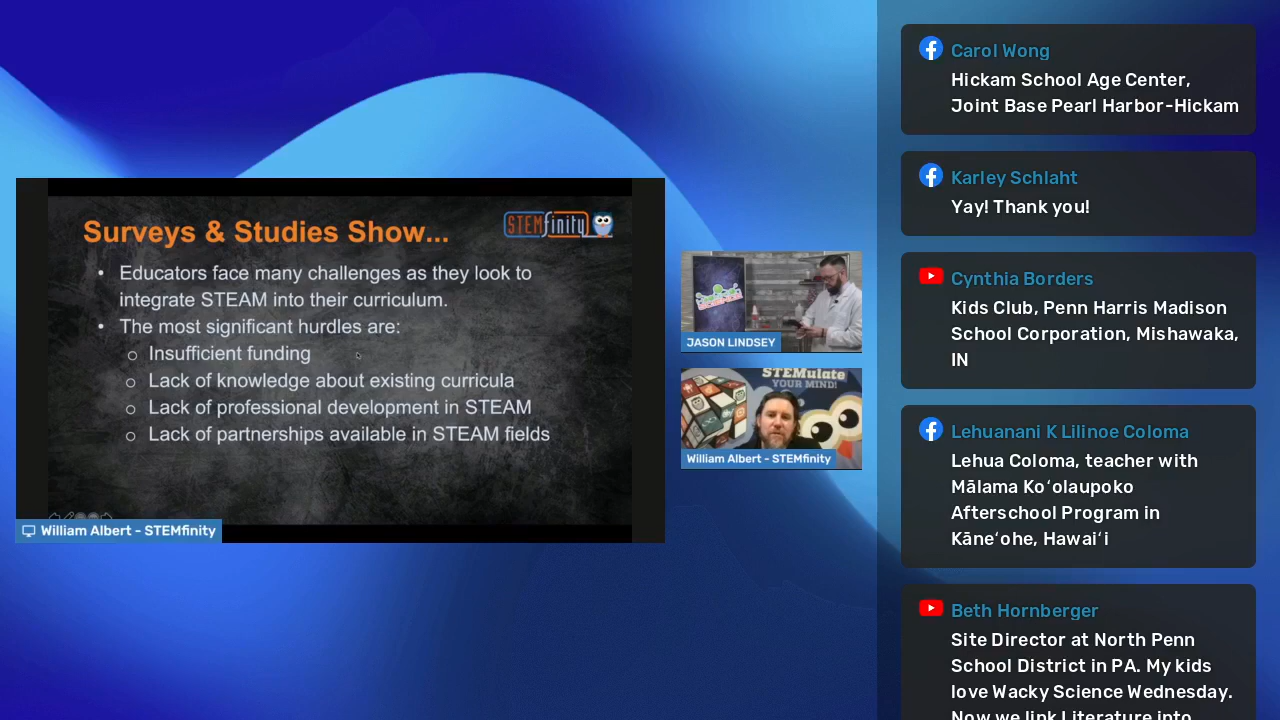 Surveys & Studies Show...
STEMfinity
• Educators face many challenges as they look to
integrate STEAM into their curriculum.
• The most significant hurdles are:
o Insufficient funding
o Lack of knowledge about existing curricula
o Lack of professional development in STEAM
o Lack of partnerships available in STEAM fields
William Albert - STEMfinity
JASON LINDSEY
STEMulate
YOUR MIND!
William Albert - STEMfinity
Carol Wong
Hickam School Age Center,
Joint Base Pearl Harbor-Hickam
Karley Schlaht
Yay! Thank you!
Cynthia Borders
Kids Club, Penn Harris Madison
School Corporation, Mishawaka,
IN
Lehuanani K Lilinoe Coloma
Lehua Coloma, teacher with
Mālama Koʻolaupoko
Afterschool Program in
Kāneʻohe, Hawaiʻi
Beth Hornberger
Site Director at North Penn
School District in PA. My kids
love Wacky Science Wednesday.
Now we link Literature into